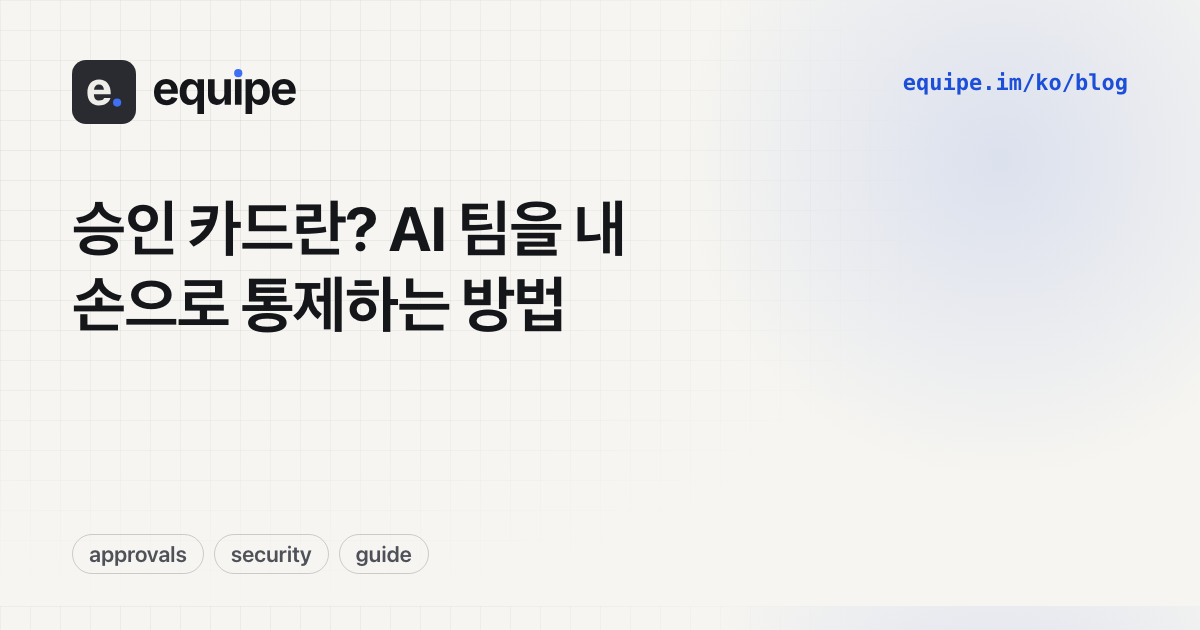 e. equipe
equipe.im/ko/blog
승인 카드란? AI 팀을 내
손으로 통제하는 방법
approvals security guide